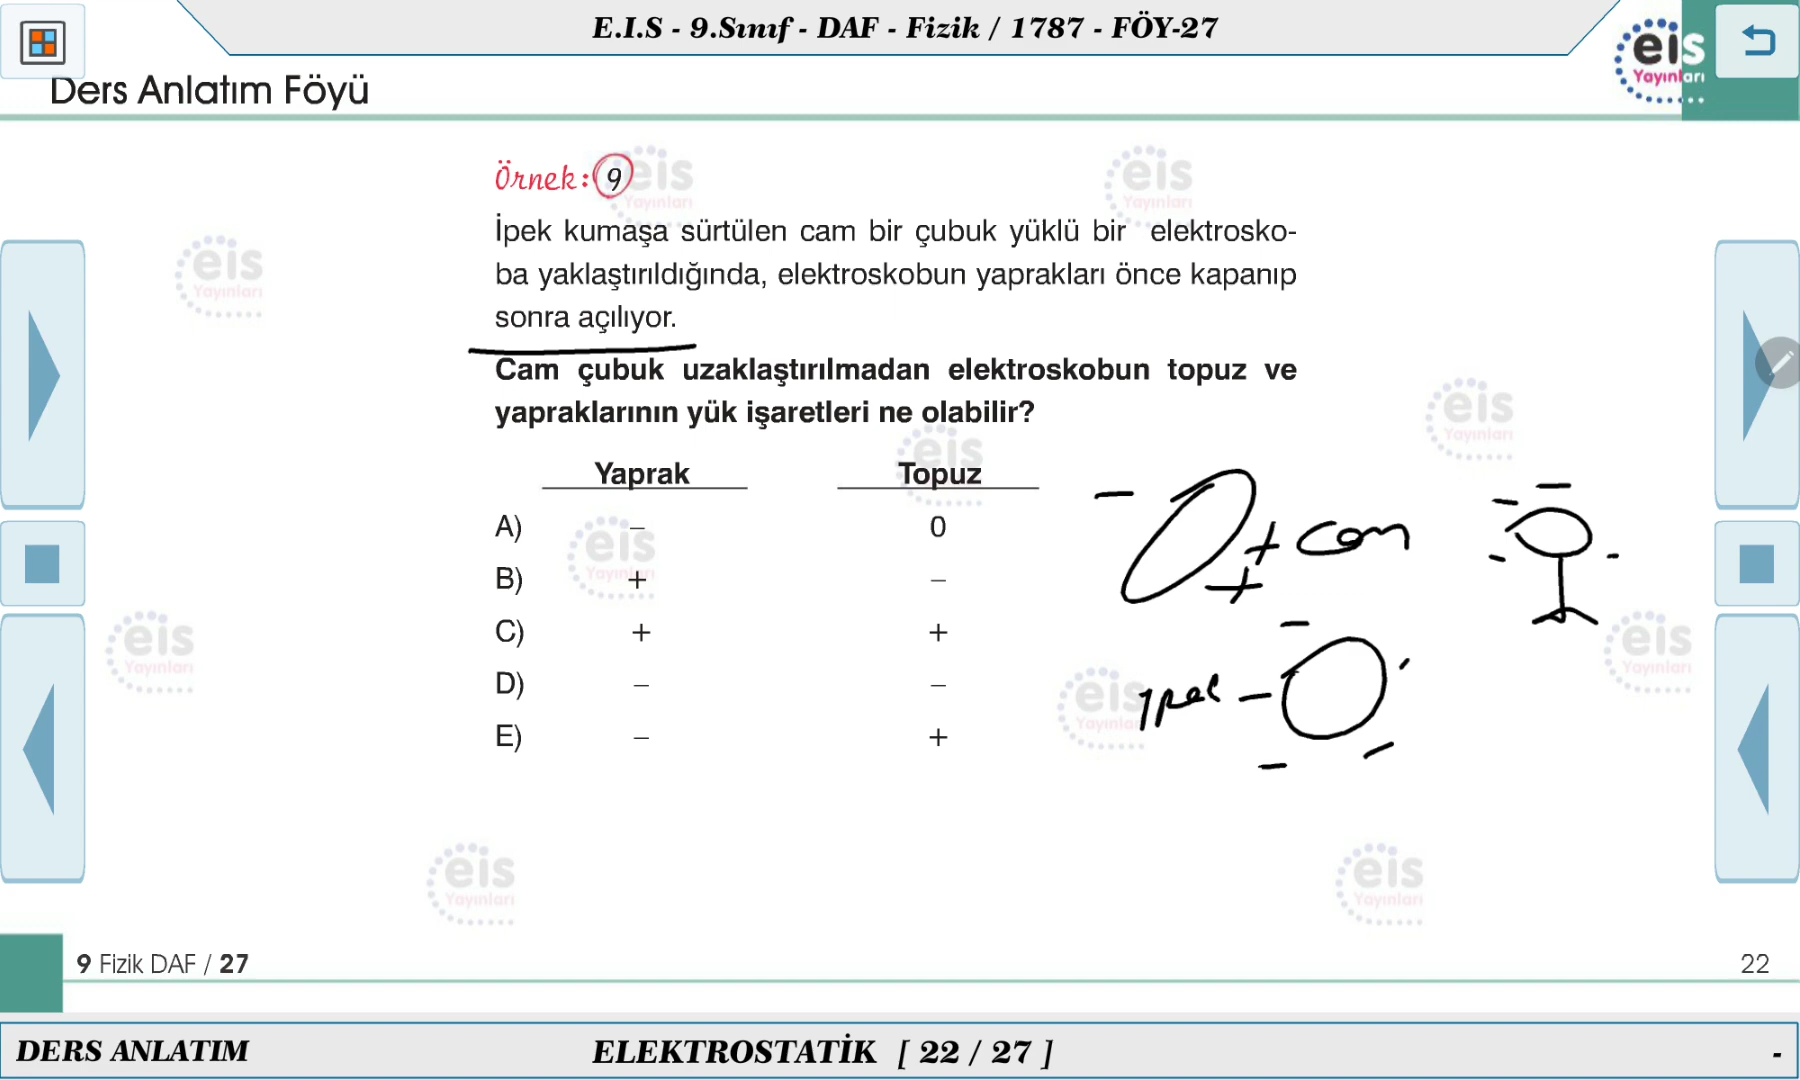 E.I.S - 9.Sınıf - DAF - Fizik / 1787 - FÖY-27
Ders Anlatım Föyü
eis
Yayınları
Örnek: 9
İpek kumaşa sürtülen cam bir çubuk yüklü bir elektrosko-
ba yaklaştırıldığında, elektroskobun yaprakları önce kapanıp
sonra açılıyor.
Cam çubuk uzaklaştırılmadan elektroskobun topuz ve
yapraklarının yük işaretleri ne olabilir?
Yaprak Topuz
A) – 0
B) + –
C) + +
D) – –
E) – +
– + + cam
ipek –
9 Fizik DAF / 27
22
DERS ANLATIM
ELEKTROSTATİK [ 22 / 27 ]
-